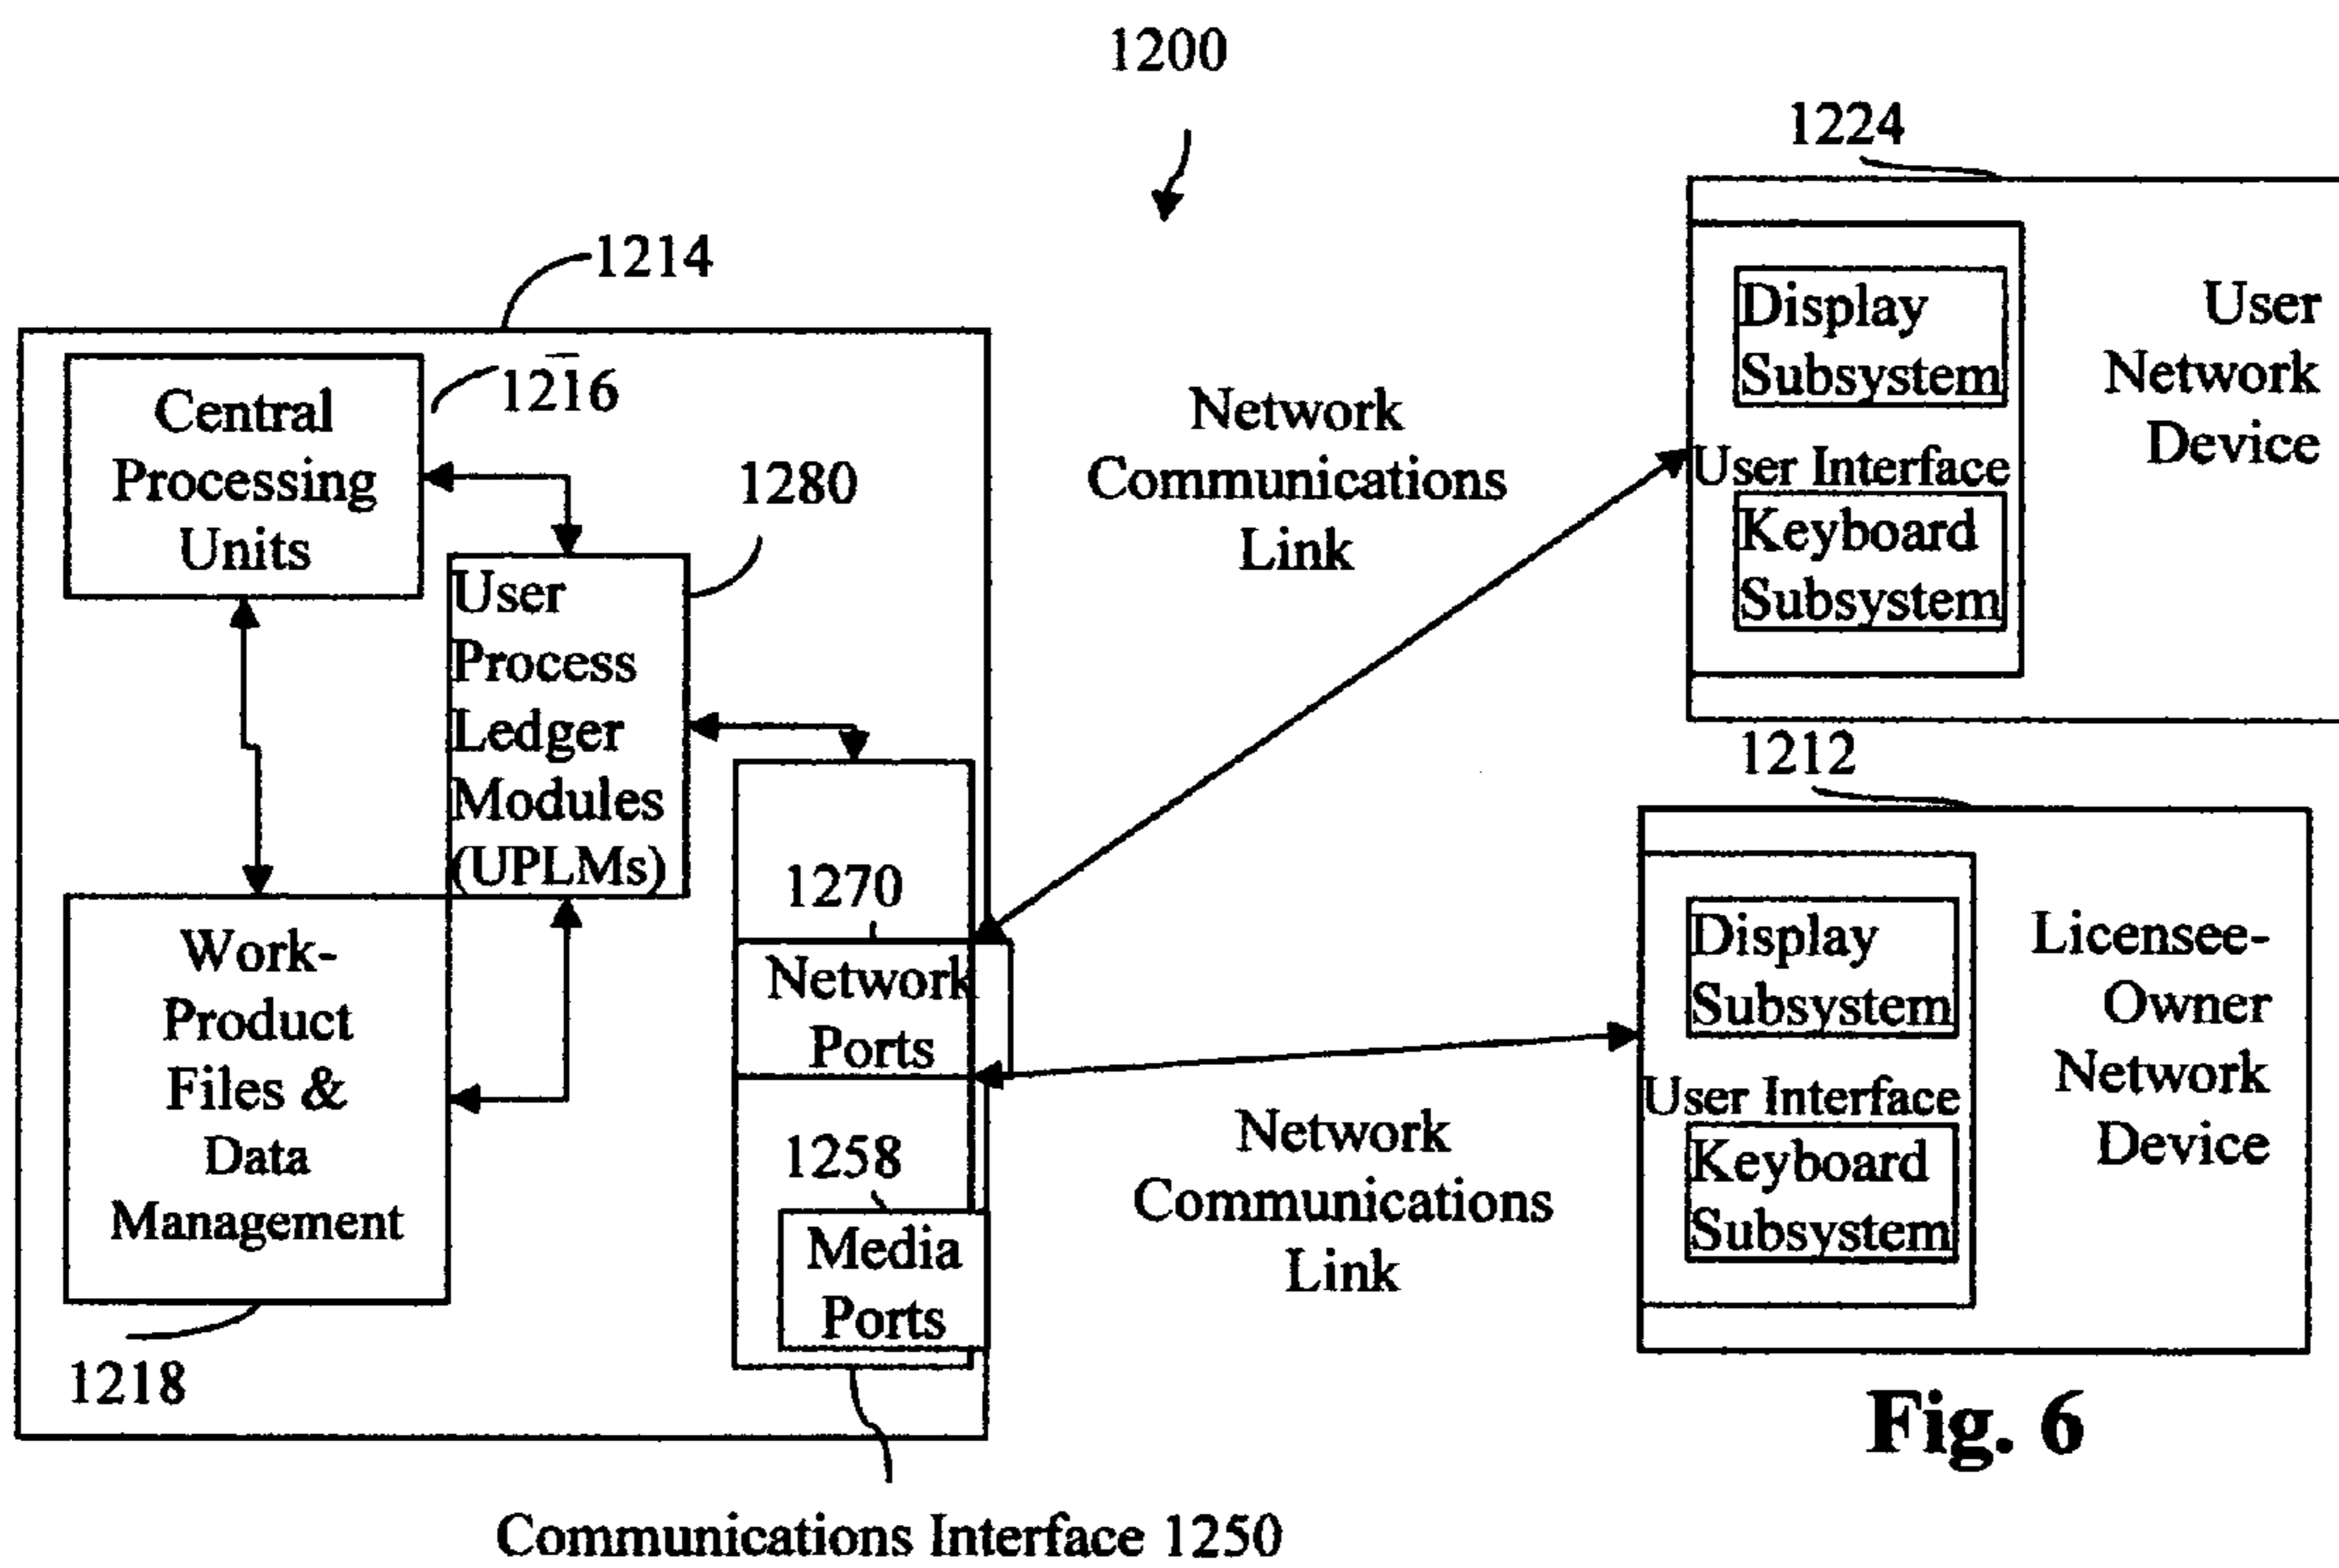 1200
1224
1214
1216
Central
Processing
Units
1280
User
Process
Ledger
Modules
(UPLMs)
Work-
Product
Files &
Data
Management
1218
1270
Network
Ports
1258
Media
Ports
Communications Interface 1250
Network
Communications
Link
Display
Subsystem
User Interface
Keyboard
Subsystem
User
Network
Device
1212
Network
Communications
Link
Display
Subsystem
User Interface
Keyboard
Subsystem
Licensee-
Owner
Network
Device
Fig. 6